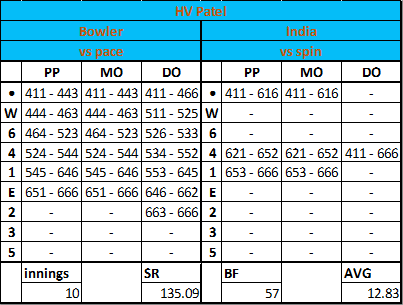 HV Patel
Bowler India
vs pace vs spin
PP MO DO PP MO DO
• 411 - 443 411 - 443 411 - 466 • 411 - 616 411 - 616 -
W 444 - 463 444 - 463 511 - 525 W - - -
6 464 - 523 464 - 523 526 - 533 6 - - -
4 524 - 544 524 - 544 534 - 552 4 621 - 652 621 - 652 411 - 666
1 545 - 646 545 - 646 553 - 645 1 653 - 666 653 - 666 -
E 651 - 666 651 - 666 646 - 662 E - - -
2 - - 663 - 666 2 - - -
3 - - - 3 - - -
5 - - - 5 - - -
innings SR BF AVG
10 135.09 57 12.83